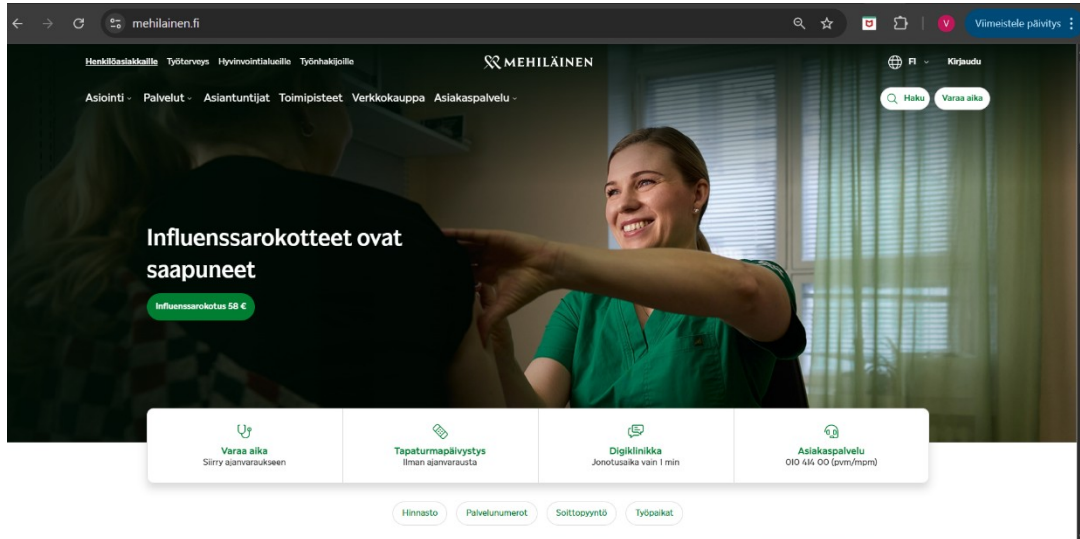 mehilainen.fi
V
Viimeistele päivitys
Henkilöasiakkaille Työterveys Hyvinvointialueille Työnhakijoille
MEHILÄINEN
FI
Kirjaudu
Asiointi Palvelut Asiantuntijat Toimipisteet Verkkokauppa Asiakaspalvelu
Haku
Varaa aika
Influenssarokotteet ovat
saapuneet
Influenssarokotus 58 €
Varaa aika
Siirry ajanvaraukseen
Tapaturmapäivystys
Ilman ajanvarausta
Digiklinikka
Jonotusaika vain 1 min
Asiakaspalvelu
010 414 00 (pvm/mpm)
Hinnasto
Palvelunumerot
Soittopyyntö
Työpaikat